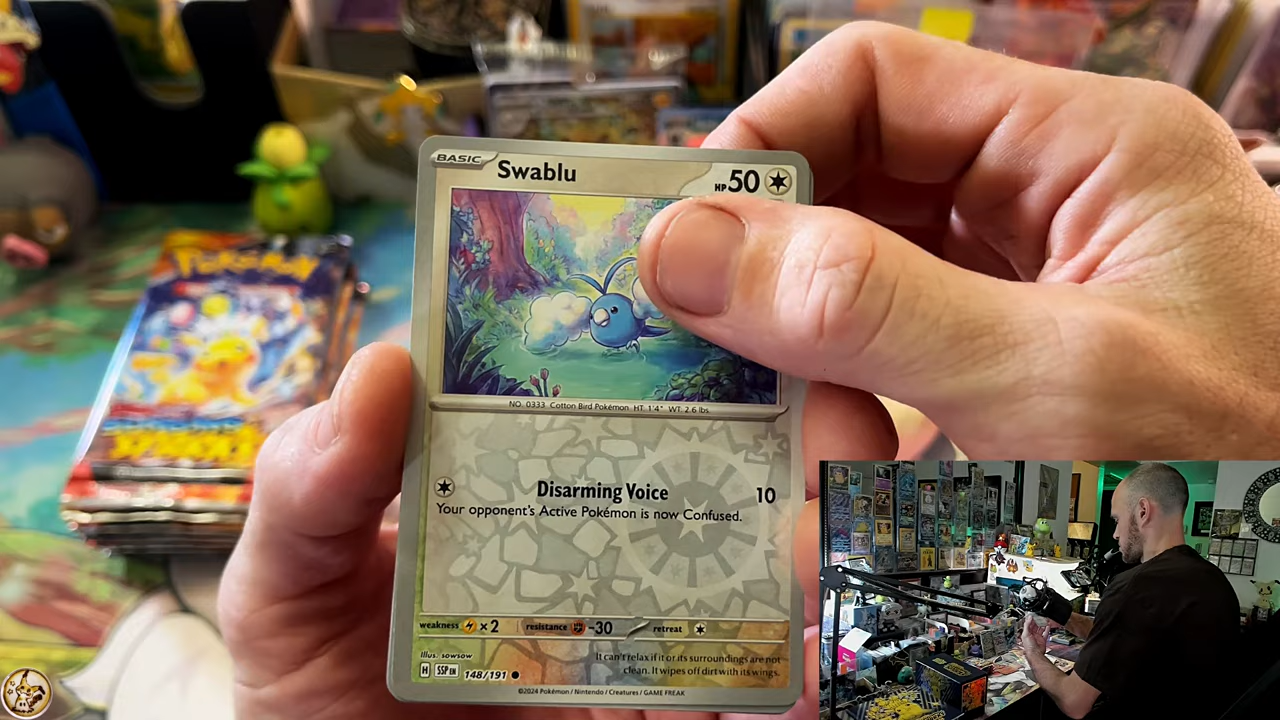 BASIC Swablu HP 50
NO. 0333 Cotton Bird Pokémon HT: 1'4" WT: 2.6 lbs.
Disarming Voice 10
Your opponent's Active Pokémon is now Confused.
weakness ×2 resistance -30 retreat
Illus. sowsow
It can't relax if it or its surroundings are not
clean. It wipes off dirt with its wings.
H SSP EN 148/191
©2024 Pokémon / Nintendo / Creatures / GAME FREAK
POKÉMON